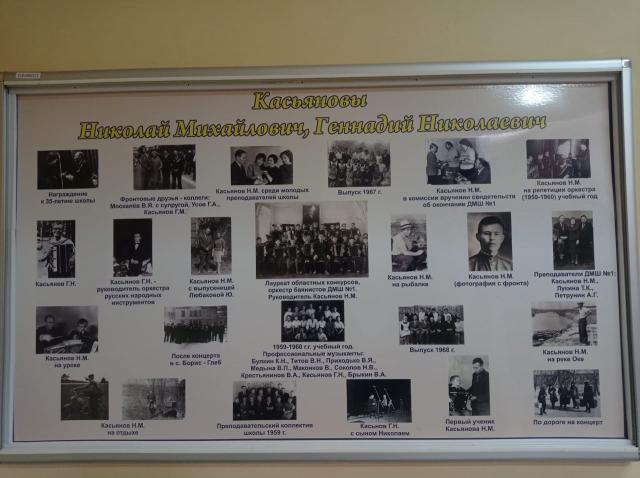 Касьяновы
Николай Михайлович, Геннадий Николаевич
Награждение
к 35-летие школы
Фронтовые друзья - коллеги:
Москалёв В.Я. с супругой, Усов Г.А.,
Касьянов Г.М.
Касьянов Н.М. среди молодых
преподавателей школы
Выпуск 1967 г.
Касьянов Н.М.
в комиссии вручении свидетельств
об окончании ДМШ №1
Касьянов Н.М.
на репетиции оркестра
(1959-1960) учебный год
Касьянов Г.Н.
Касьянов Г.Н. -
руководитель оркестра
русских народных
инструментов
Касьянов Н.М.
с выпускницей
Любаковой Ю.
Лауреат областных конкурсов,
оркестр баянистов ДМШ №1.
Руководитель Касьянов Н.М.
Касьянов Н.М.
на рыбалке
Касьянов Н.М.
(фотография с фронта)
Преподаватели ДМШ №1:
Касьянов Н.М.,
Лукина Т.К.,
Петрунин А.Г.
Касьянов Н.М.
на уроке
После концерта
в с. Борис - Глеб
1959-1960 г.г. учебный год.
Профессиональные музыканты:
Булкин К.Н., Титов В.Н., Приходько В.Я.,
Медына В.П., Маконков В., Соколов Н.В.,
Крестьянинов В.А., Касьянов Г.Н., Брыкин В.А.
Выпуск 1968 г.
Касьянов Н.М.
на реке Оке
Касьянов Н.М.
на отдыхе
Преподавательский коллектив
школы 1959 г.
Касьнов Г.Н.
с сыном Николаем
Первый ученик
Касьянова Н.М.
По дороге на концерт